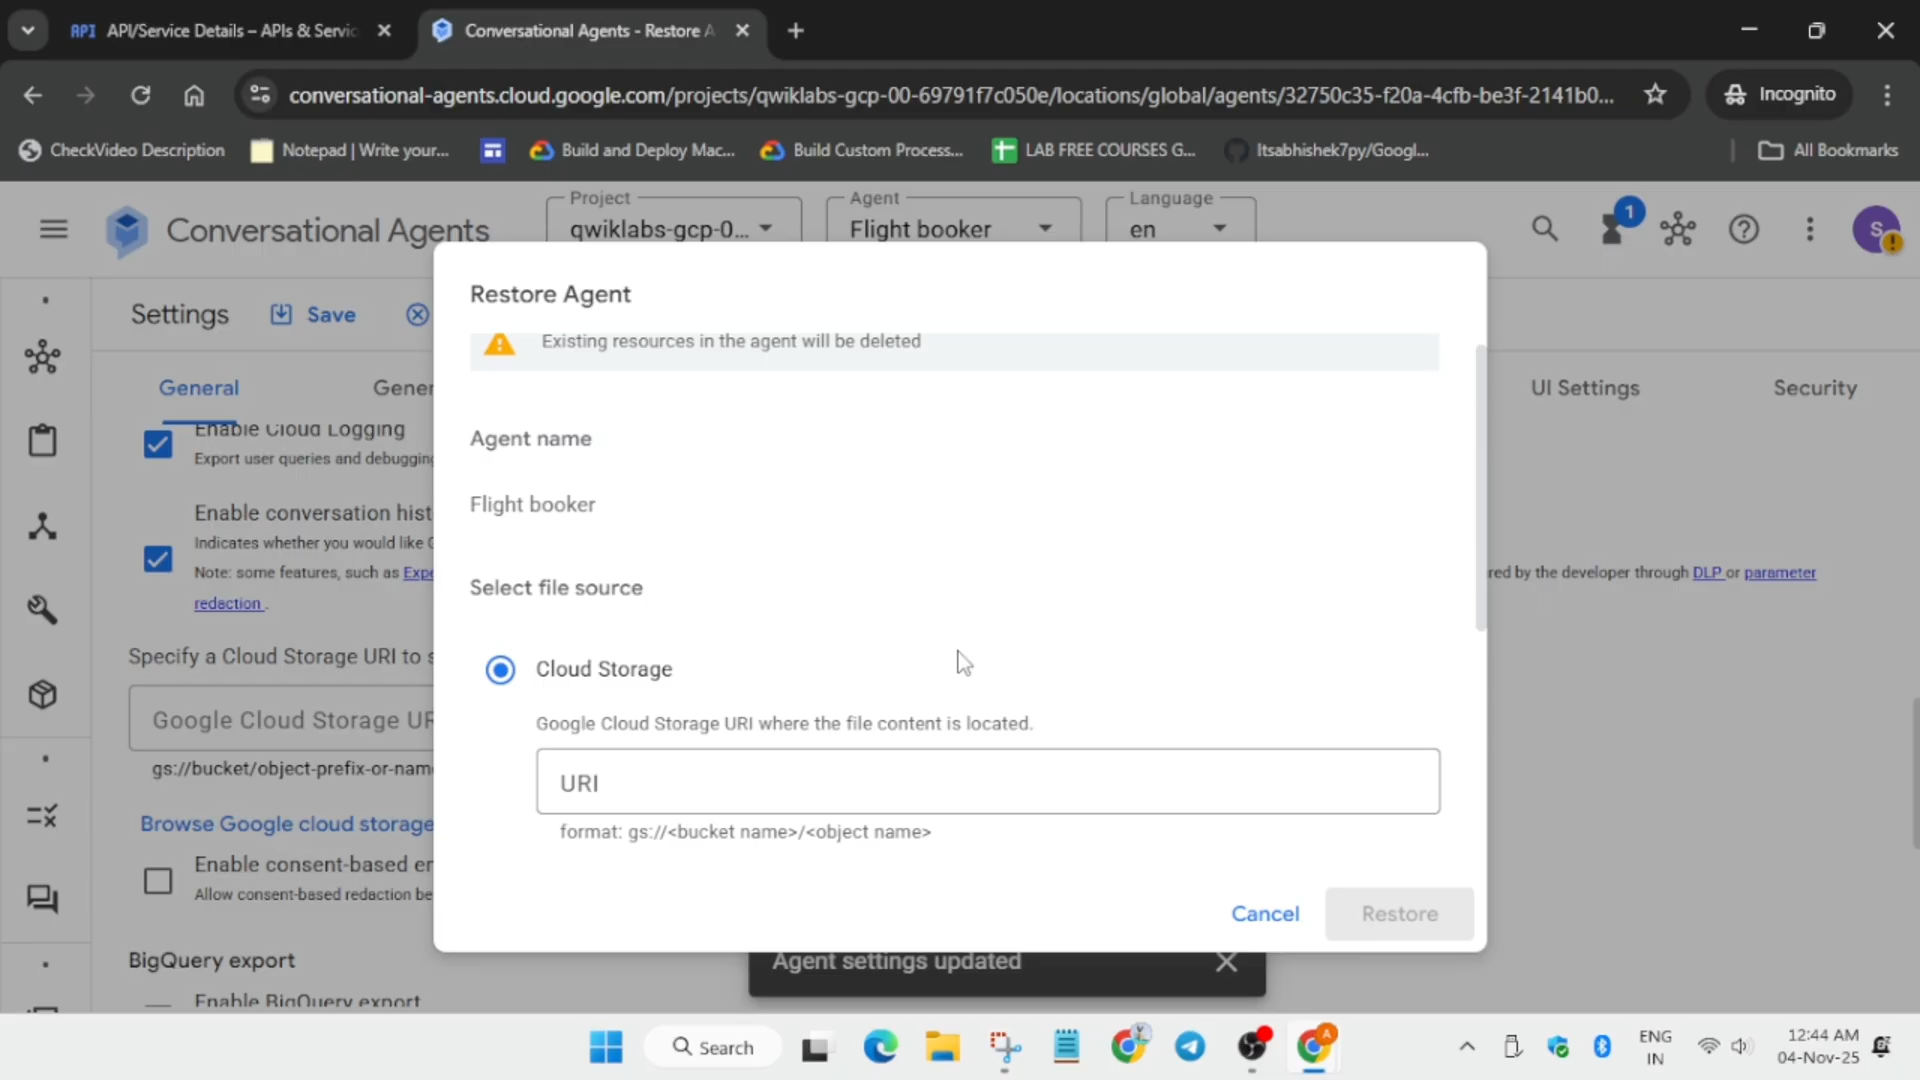 API API/Service Details – APIs & Servic
Conversational Agents - Restore A
conversational-agents.cloud.google.com/projects/qwiklabs-gcp-00-69791f7c050e/locations/global/agents/32750c35-f20a-4cfb-be3f-2141b0...
Incognito
CheckVideo Description
Notepad | Write your...
Build and Deploy Mac...
Build Custom Process...
LAB FREE COURSES G...
Itsabhishek7py/Googl...
All Bookmarks
Conversational Agents
Project
qwiklabs-gcp-0...
Agent
Flight booker
Language
en
1
S
Settings
Save
General
Gener
UI Settings
Security
Enable Cloud Logging
Export user queries and debugging
Enable conversation hist
Indicates whether you would like G
Note: some features, such as Expe
redaction .
red by the developer through DLP or parameter
Specify a Cloud Storage URI to s
Google Cloud Storage UR
gs://bucket/object-prefix-or-name
Browse Google cloud storage
Enable consent-based en
Allow consent-based redaction be
BigQuery export
Enable BigQuery export
Restore Agent
Existing resources in the agent will be deleted
Agent name
Flight booker
Select file source
Cloud Storage
Google Cloud Storage URI where the file content is located.
URI
format: gs://<bucket name>/<object name>
Cancel
Restore
Agent settings updated
Search
A
ENG
IN
12:44 AM
04-Nov-25